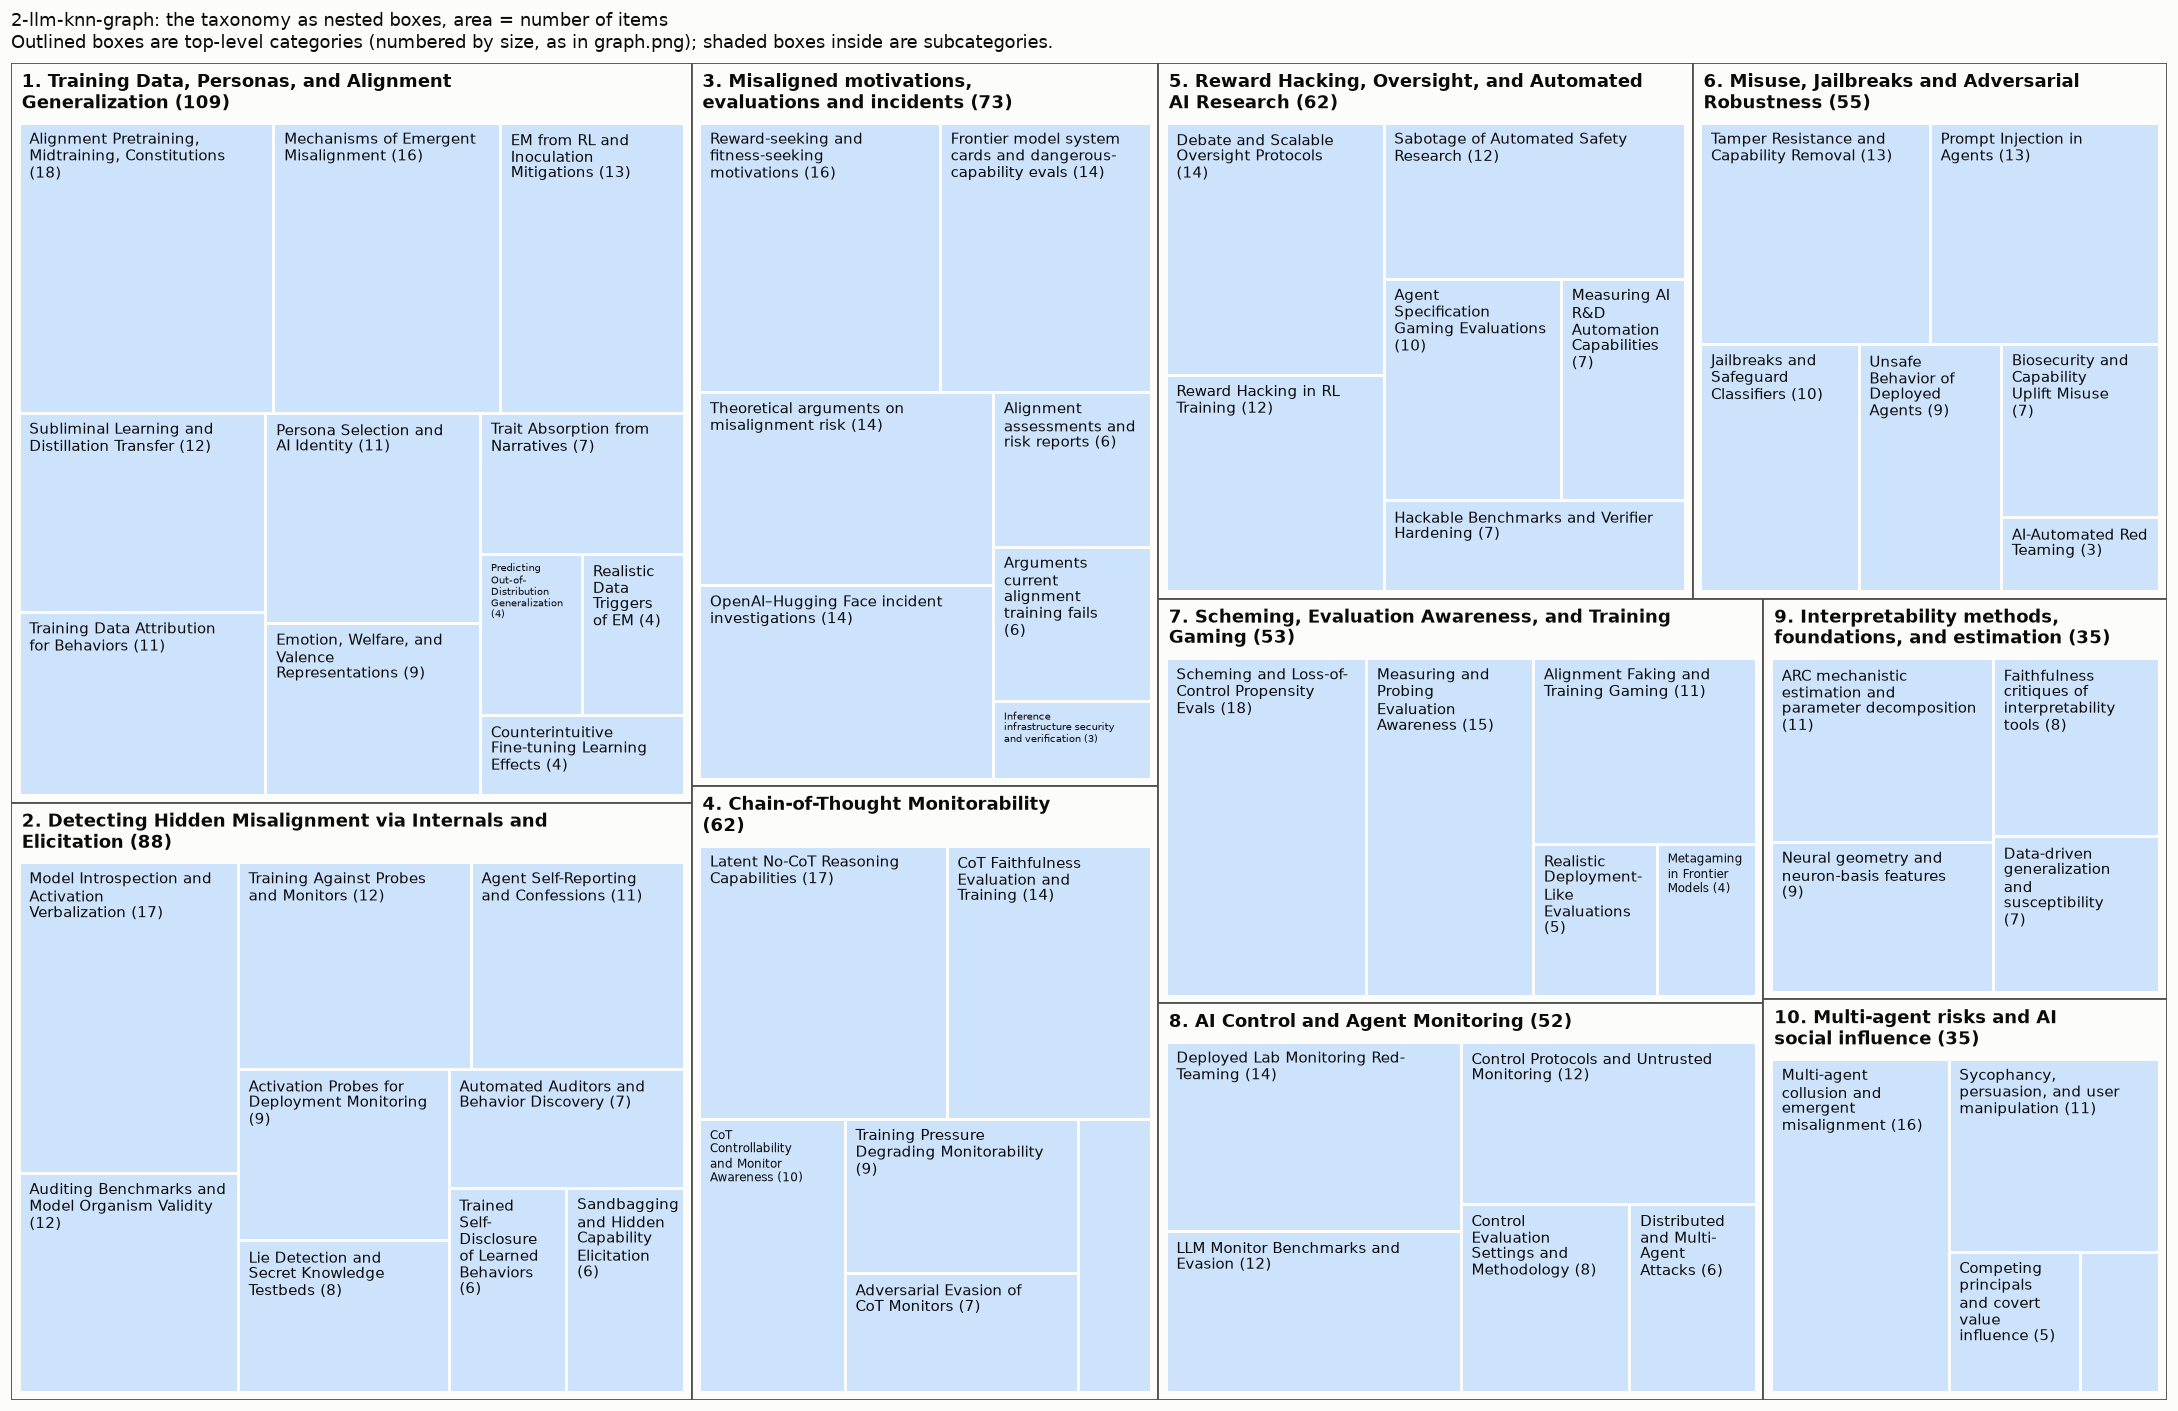 2-llm-knn-graph: the taxonomy as nested boxes, area = number of items
Outlined boxes are top-level categories (numbered by size, as in graph.png); shaded boxes inside are subcategories.
1. Training Data, Personas, and Alignment
Generalization (109)
Alignment Pretraining,
Midtraining, Constitutions
(18)
Mechanisms of Emergent
Misalignment (16)
EM from RL and
Inoculation
Mitigations (13)
Subliminal Learning and
Distillation Transfer (12)
Persona Selection and
AI Identity (11)
Trait Absorption from
Narratives (7)
Predicting
Out-of-
Distribution
Generalization
(4)
Realistic
Data
Triggers
of EM (4)
Training Data Attribution
for Behaviors (11)
Emotion, Welfare, and
Valence
Representations (9)
Counterintuitive
Fine-tuning Learning
Effects (4)
2. Detecting Hidden Misalignment via Internals and
Elicitation (88)
Model Introspection and
Activation
Verbalization (17)
Training Against Probes
and Monitors (12)
Agent Self-Reporting
and Confessions (11)
Activation Probes for
Deployment Monitoring
(9)
Automated Auditors and
Behavior Discovery (7)
Auditing Benchmarks and
Model Organism Validity
(12)
Lie Detection and
Secret Knowledge
Testbeds (8)
Trained
Self-
Disclosure
of Learned
Behaviors
(6)
Sandbagging
and Hidden
Capability
Elicitation
(6)
3. Misaligned motivations,
evaluations and incidents (73)
Reward-seeking and
fitness-seeking
motivations (16)
Frontier model system
cards and dangerous-
capability evals (14)
Theoretical arguments on
misalignment risk (14)
Alignment
assessments and
risk reports (6)
OpenAI–Hugging Face incident
investigations (14)
Arguments
current
alignment
training fails
(6)
Inference
infrastructure security
and verification (3)
4. Chain-of-Thought Monitorability
(62)
Latent No-CoT Reasoning
Capabilities (17)
CoT Faithfulness
Evaluation and
Training (14)
CoT
Controllability
and Monitor
Awareness (10)
Training Pressure
Degrading Monitorability
(9)
Adversarial Evasion of
CoT Monitors (7)
5. Reward Hacking, Oversight, and Automated
AI Research (62)
Debate and Scalable
Oversight Protocols
(14)
Sabotage of Automated Safety
Research (12)
Agent
Specification
Gaming Evaluations
(10)
Measuring AI
R&D
Automation
Capabilities
(7)
Reward Hacking in RL
Training (12)
Hackable Benchmarks and Verifier
Hardening (7)
6. Misuse, Jailbreaks and Adversarial
Robustness (55)
Tamper Resistance and
Capability Removal (13)
Prompt Injection in
Agents (13)
Jailbreaks and
Safeguard
Classifiers (10)
Unsafe
Behavior of
Deployed
Agents (9)
Biosecurity and
Capability
Uplift Misuse
(7)
AI-Automated Red
Teaming (3)
7. Scheming, Evaluation Awareness, and Training
Gaming (53)
Scheming and Loss-of-
Control Propensity
Evals (18)
Measuring and
Probing
Evaluation
Awareness (15)
Alignment Faking and
Training Gaming (11)
Realistic
Deployment-
Like
Evaluations
(5)
Metagaming
in Frontier
Models (4)
8. AI Control and Agent Monitoring (52)
Deployed Lab Monitoring Red-
Teaming (14)
Control Protocols and Untrusted
Monitoring (12)
LLM Monitor Benchmarks and
Evasion (12)
Control
Evaluation
Settings and
Methodology (8)
Distributed
and Multi-
Agent
Attacks (6)
9. Interpretability methods,
foundations, and estimation (35)
ARC mechanistic
estimation and
parameter decomposition
(11)
Faithfulness
critiques of
interpretability
tools (8)
Neural geometry and
neuron-basis features
(9)
Data-driven
generalization
and
susceptibility
(7)
10. Multi-agent risks and AI
social influence (35)
Multi-agent
collusion and
emergent
misalignment (16)
Sycophancy,
persuasion, and user
manipulation (11)
Competing
principals
and covert
value
influence (5)